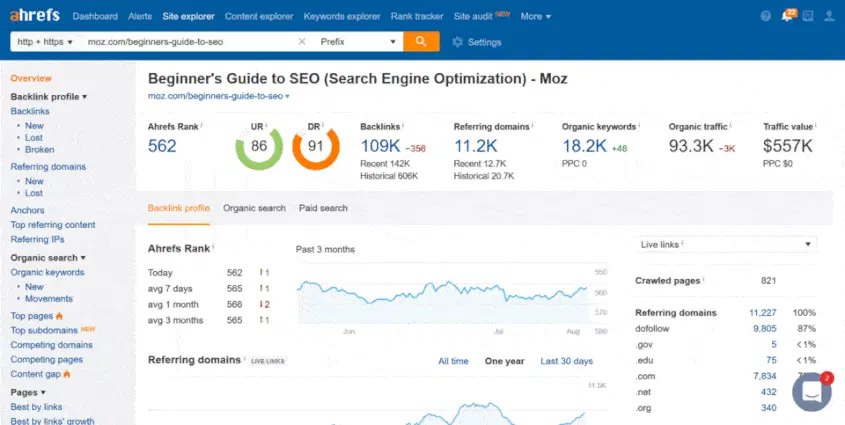 ahrefs Dashboard Alerts Site explorer Content explorer Keywords explorer Rank tracker Site audit NEW More
22
http + https moz.com/beginners-guide-to-seo × Prefix Settings
Overview
Backlink profile
Backlinks
• New
• Lost
• Broken
Referring domains
• New
• Lost
Anchors
Top referring content
Referring IPs
Organic search
Organic keywords
• New
• Movements
Top pages
Top subdomains NEW
Competing domains
Competing pages
Content gap
Pages
Best by links
Best by links' growth
Beginner's Guide to SEO (Search Engine Optimization) - Moz
moz.com/beginners-guide-to-seo
Ahrefs Rank UR DR Backlinks Referring domains Organic keywords Organic traffic Traffic value
562 86 91 109K -356 11.2K 18.2K +46 93.3K -3K $557K
Recent 142K Recent 12.7K PPC 0 PPC $0
Historical 606K Historical 20.7K
Backlink profile Organic search Paid search
Ahrefs Rank Past 3 months
Today 562 1
avg 7 days 565 1
avg 1 month 566 2
avg 3 months 565 1
550
560
570
580
Jun Jul Aug
Referring domains LIVE LINKS All time One year Last 30 days
11.3K
Live links
Crawled pages 821
Referring domains 11,227 100%
dofollow 9,805 87%
.gov 5 <1%
.edu 75 <1%
.com 7,834
.net 432
.org 340
2